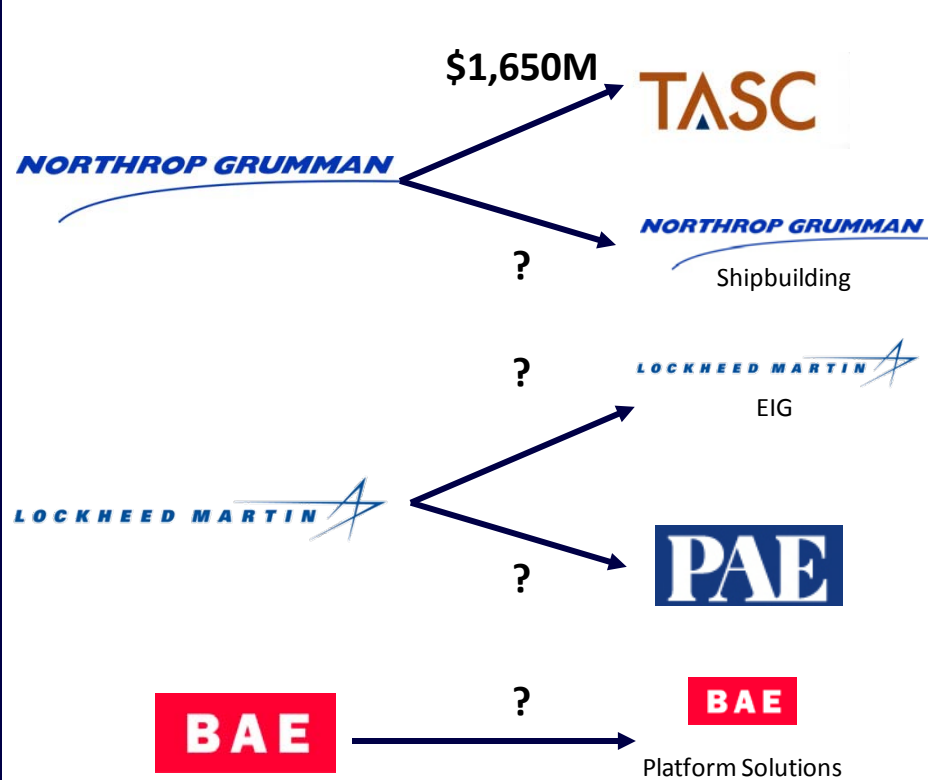 $1,650M
TASC
NORTHROP GRUMMAN
NORTHROP GRUMMAN
?
Shipbuilding
?
LOCKHEED MARTIN
EIG
LOCKHEED MARTIN
?
PAE
?
BAE
BAE
Platform Solutions